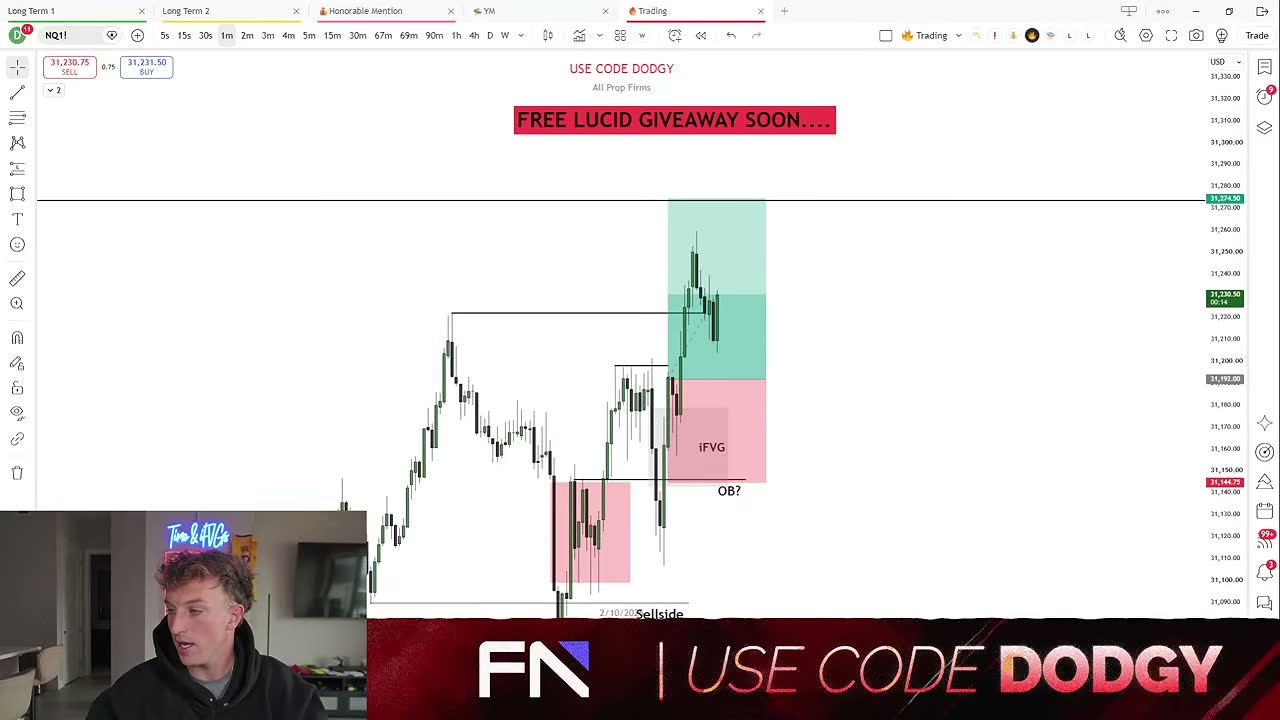 Long Term 1
Long Term 2
Honorable Mention
YM
Trading
11
NQ1!
5s 15s 30s 1m 2m 3m 4m 5m 15m 30m 67m 69m 90m 1h 4h D W
W
Trading
L L
Trade
31,230.75
SELL
0.75
31,231.50
BUY
2
USE CODE DODGY
All Prop Firms
FREE LUCID GIVEAWAY SOON....
USD
31,330.00
31,320.00
31,310.00
31,300.00
31,290.00
31,280.00
31,274.50
31,270.00
31,260.00
31,250.00
31,240.00
31,230.50
00:14
31,220.00
31,210.00
31,200.00
31,192.00
31,180.00
31,170.00
31,160.00
31,150.00
31,144.75
31,140.00
31,130.00
31,120.00
31,110.00
31,100.00
31,090.00
9
99+
3
iFVG
OB?
Sellside
Time & FVGs
FN | USE CODE DODGY